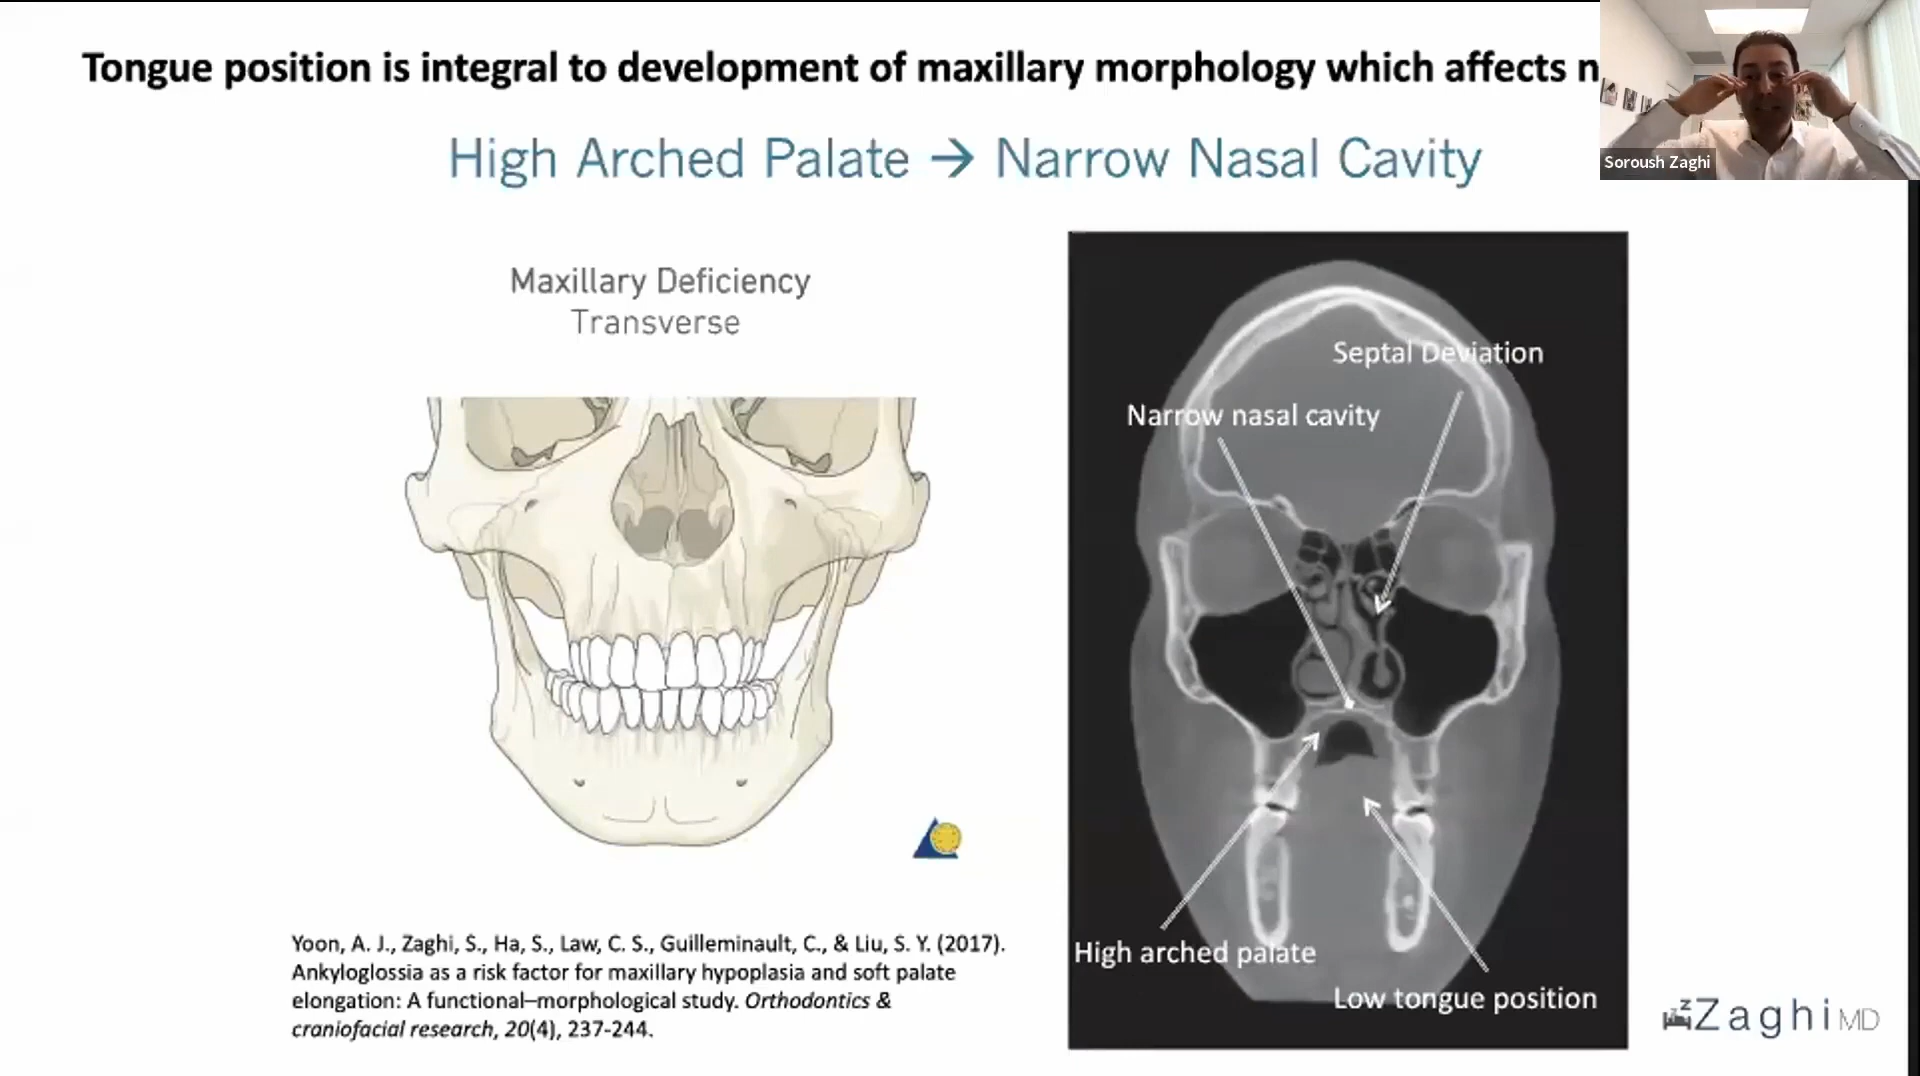 Tongue position is integral to development of maxillary morphology which affects n
High Arched Palate → Narrow Nasal Cavity
Soroush Zaghi
Maxillary Deficiency
Transverse
Septal Deviation
Narrow nasal cavity
High arched palate
Low tongue position
Yoon, A. J., Zaghi, S., Ha, S., Law, C. S., Guilleminault, C., & Liu, S. Y. (2017).
Ankyloglossia as a risk factor for maxillary hypoplasia and soft palate
elongation: A functional–morphological study. Orthodontics &
craniofacial research, 20(4), 237-244.
zZ Zaghi MD